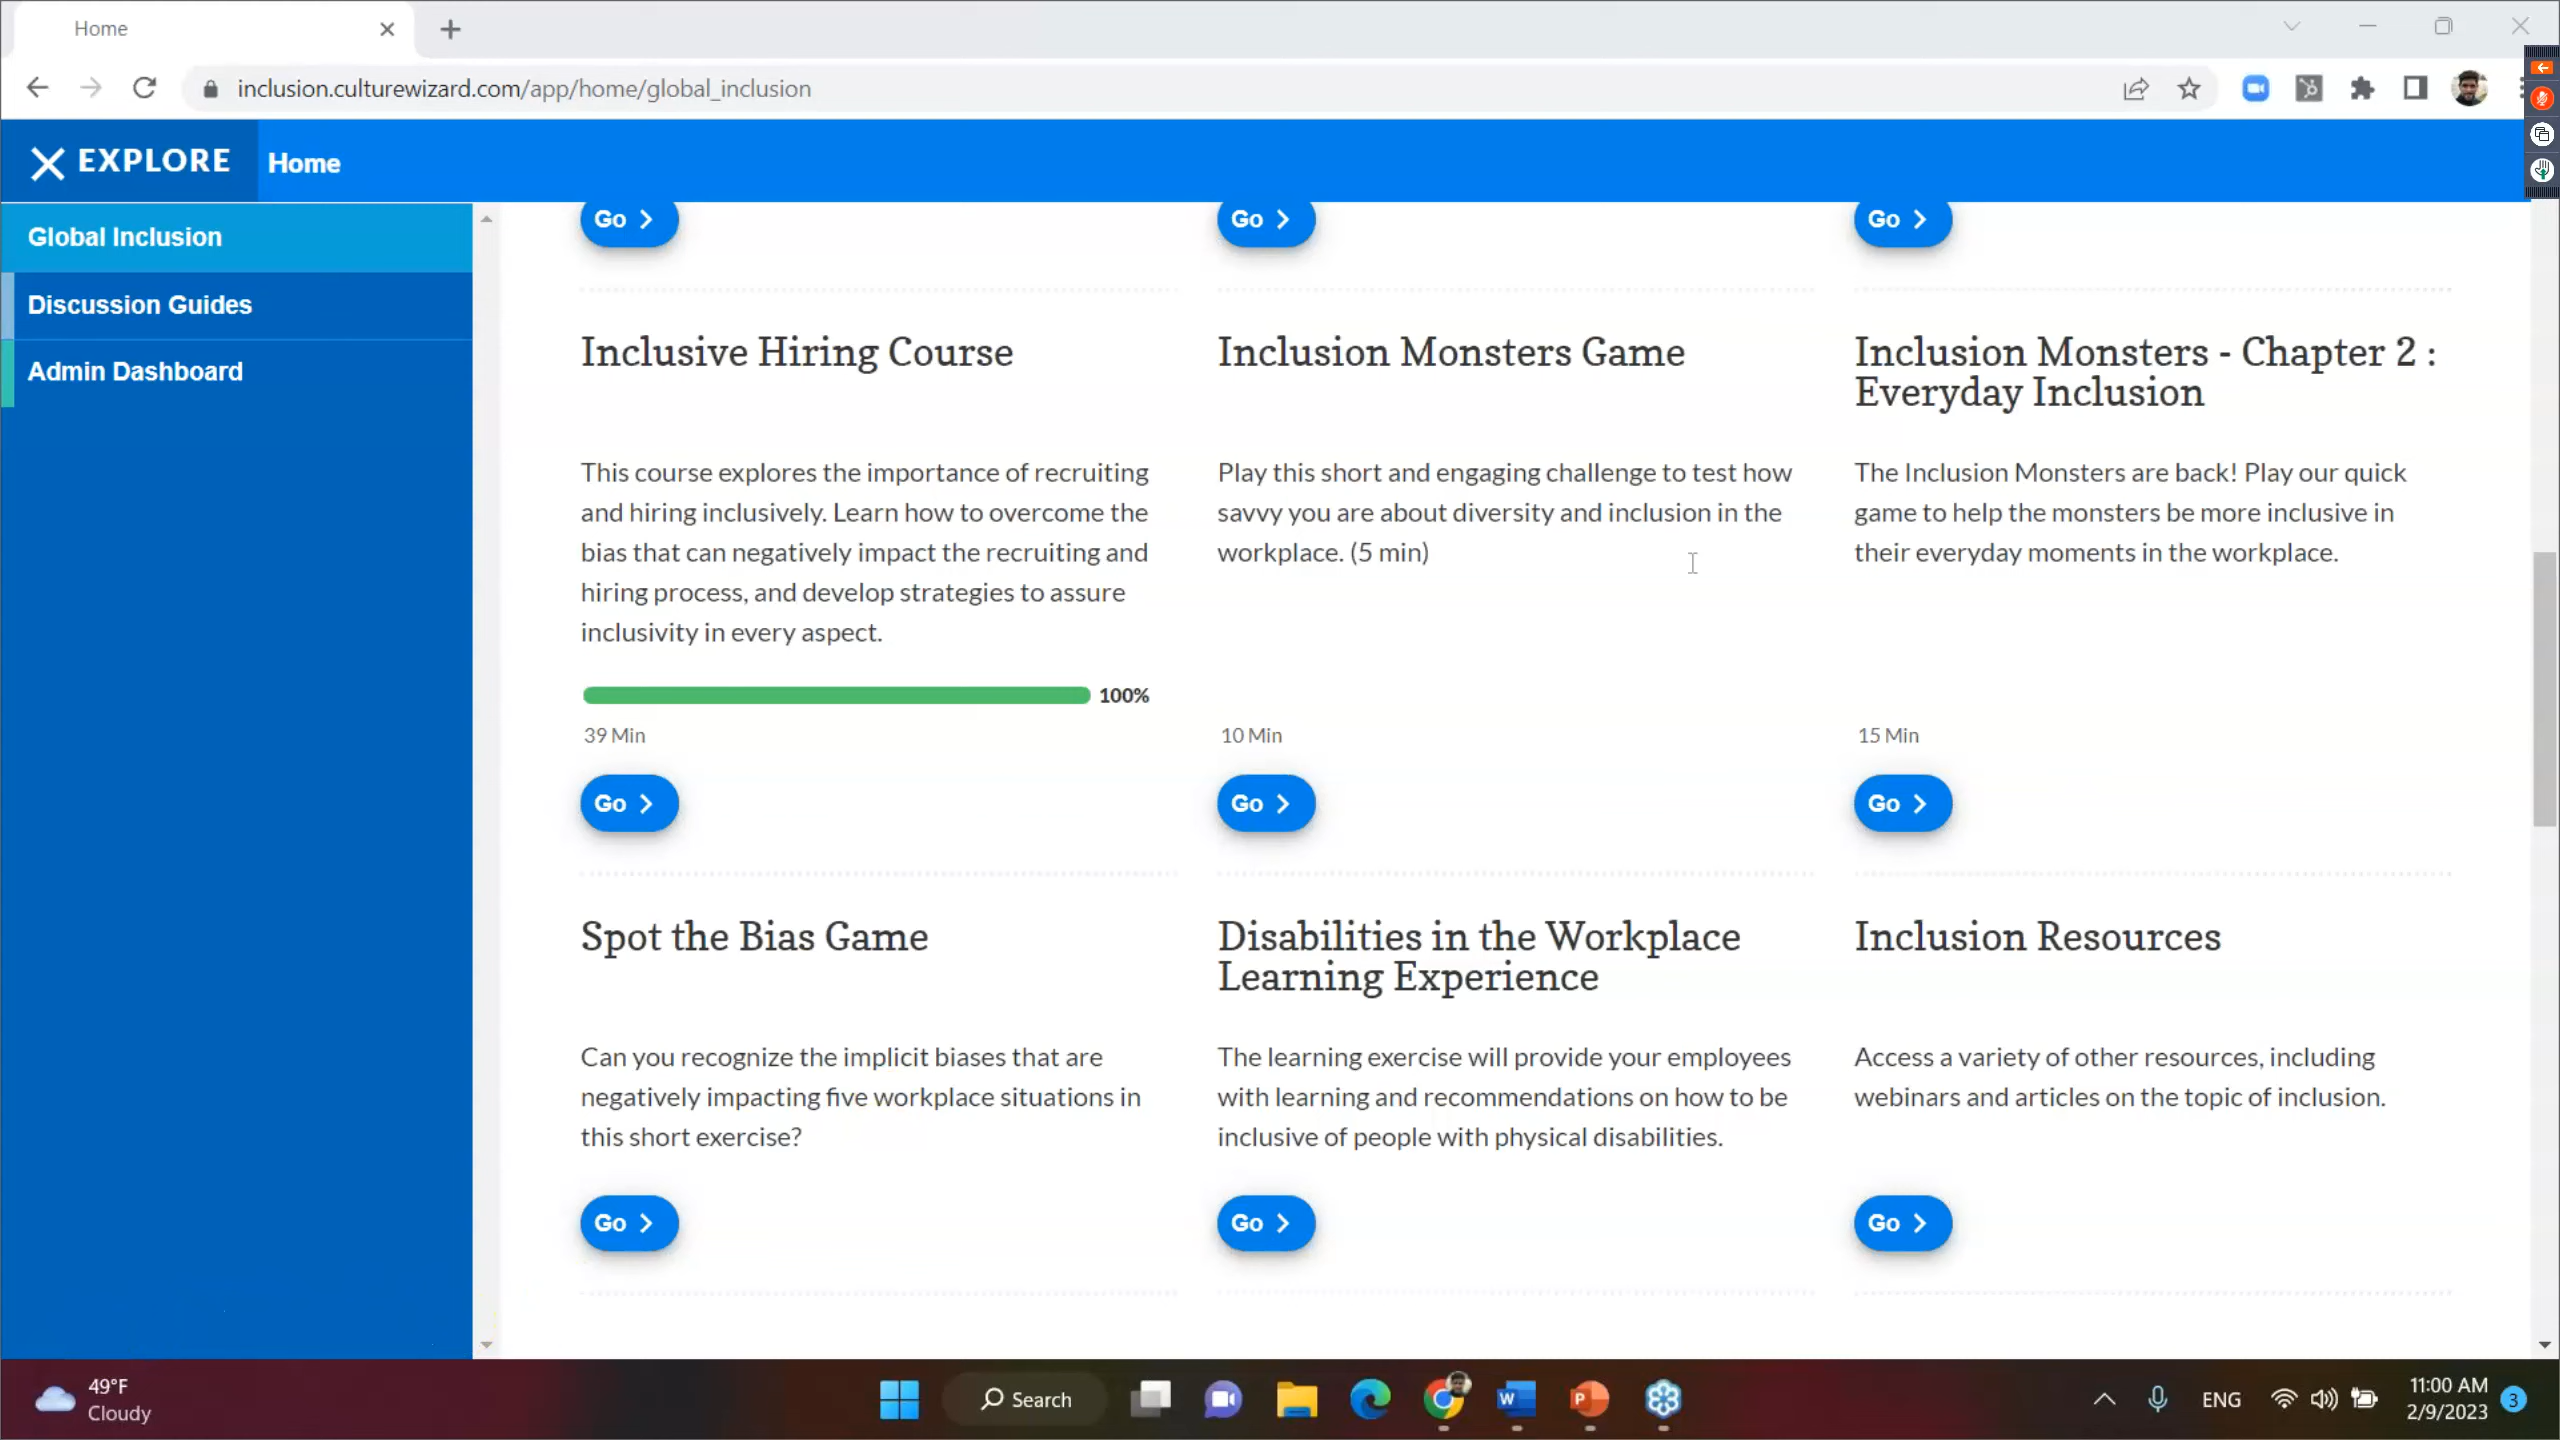 Home
inclusion.culturewizard.com/app/home/global_inclusion
EXPLORE
Home
Global Inclusion
Discussion Guides
Admin Dashboard
Go
Go
Go
Inclusive Hiring Course
This course explores the importance of recruiting
and hiring inclusively. Learn how to overcome the
bias that can negatively impact the recruiting and
hiring process, and develop strategies to assure
inclusivity in every aspect.
100%
39 Min
Go
Inclusion Monsters Game
Play this short and engaging challenge to test how
savvy you are about diversity and inclusion in the
workplace. (5 min)
10 Min
Go
Inclusion Monsters - Chapter 2 :
Everyday Inclusion
The Inclusion Monsters are back! Play our quick
game to help the monsters be more inclusive in
their everyday moments in the workplace.
15 Min
Go
Spot the Bias Game
Can you recognize the implicit biases that are
negatively impacting five workplace situations in
this short exercise?
Go
Disabilities in the Workplace
Learning Experience
The learning exercise will provide your employees
with learning and recommendations on how to be
inclusive of people with physical disabilities.
Go
Inclusion Resources
Access a variety of other resources, including
webinars and articles on the topic of inclusion.
Go
49°F
Cloudy
Search
W
P
ENG
11:00 AM
2/9/2023
3